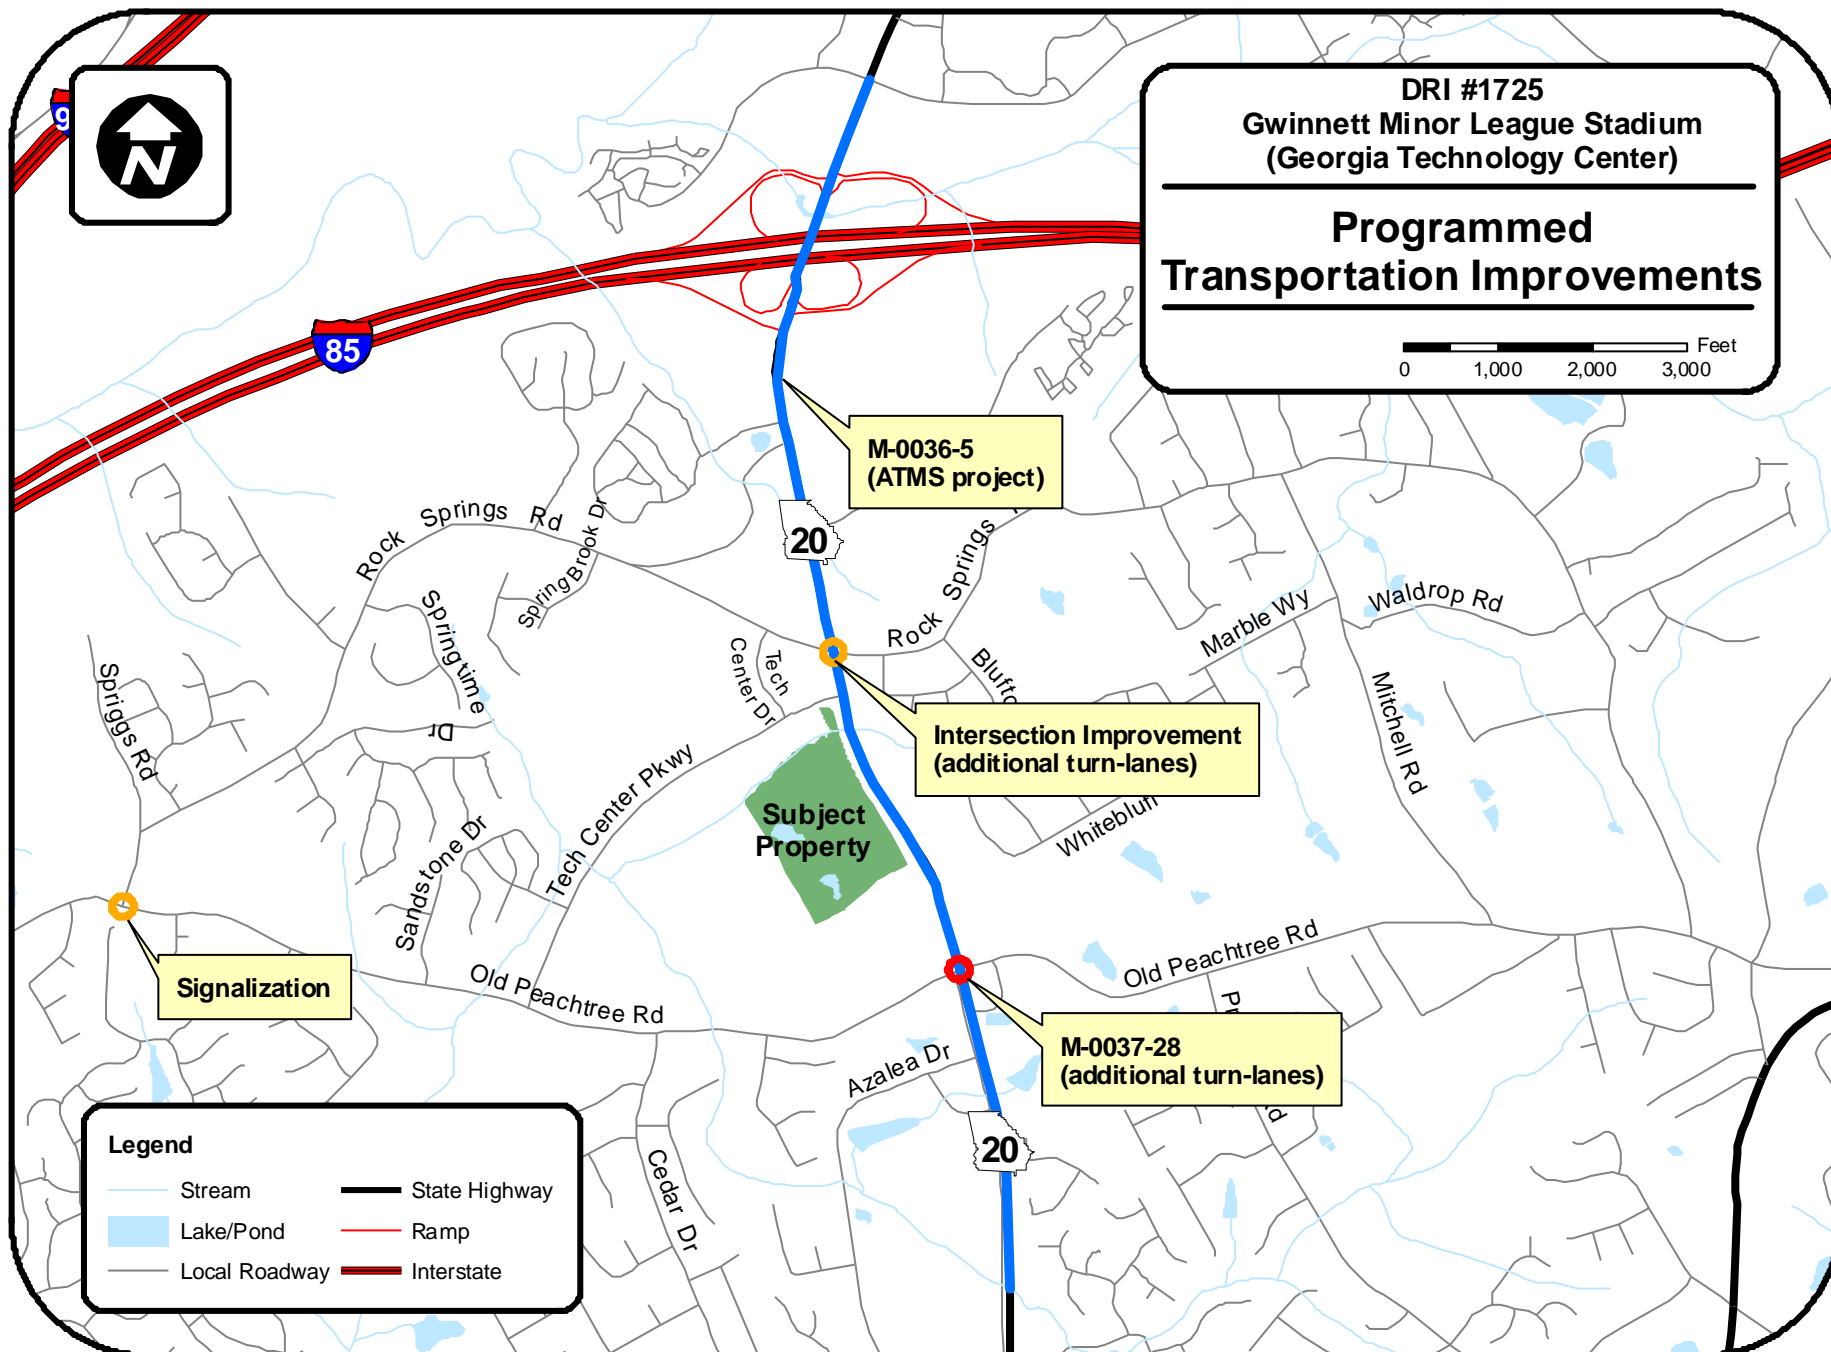 DRI #1725
Gwinnett Minor League Stadium
(Georgia Technology Center)
Programmed
Transportation Improvements
Feet
0 1,000 2,000 3,000
N
9
85
M-0036-5
(ATMS project)
20
Rock Springs Rd
Spring Brook Dr
Springtime
Dr
Spriggs Rd
Rock Springs
Tech
Center Dr
Marble Wy
Waldrop Rd
Mitchell Rd
Intersection Improvement
(additional turn-lanes)
Whitebluff
Subject
Property
Tech Center Pkwy
Sandstone Dr
Signalization
Old Peachtree Rd
Old Peachtree Rd
M-0037-28
(additional turn-lanes)
Azalea Dr
20
Cedar Dr
Legend
Stream
Lake/Pond
Local Roadway
State Highway
Ramp
Interstate